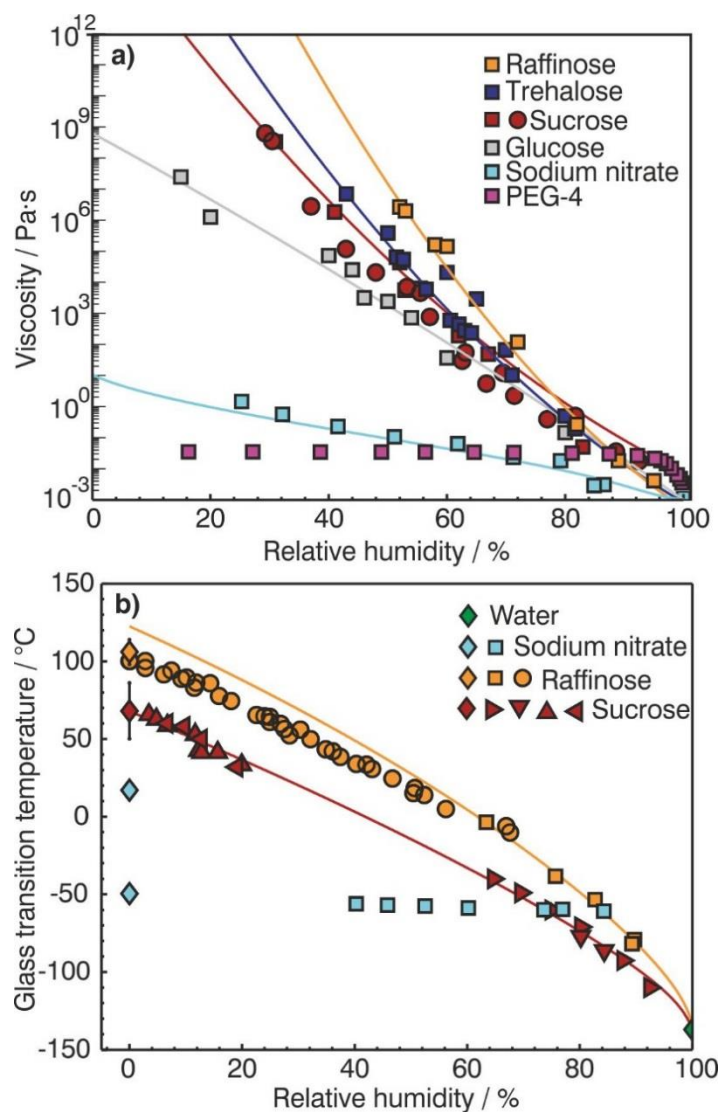 a)
10^12
10^9
10^6
10^3
10^0
10^-3
Viscosity / Pa·s
Raffinose
Trehalose
Sucrose
Glucose
Sodium nitrate
PEG-4
0 20 40 60 80 100
Relative humidity / %
b)
150
100
50
0
-50
-100
-150
Glass transition temperature / °C
Water
Sodium nitrate
Raffinose
Sucrose
0 20 40 60 80 100
Relative humidity / %